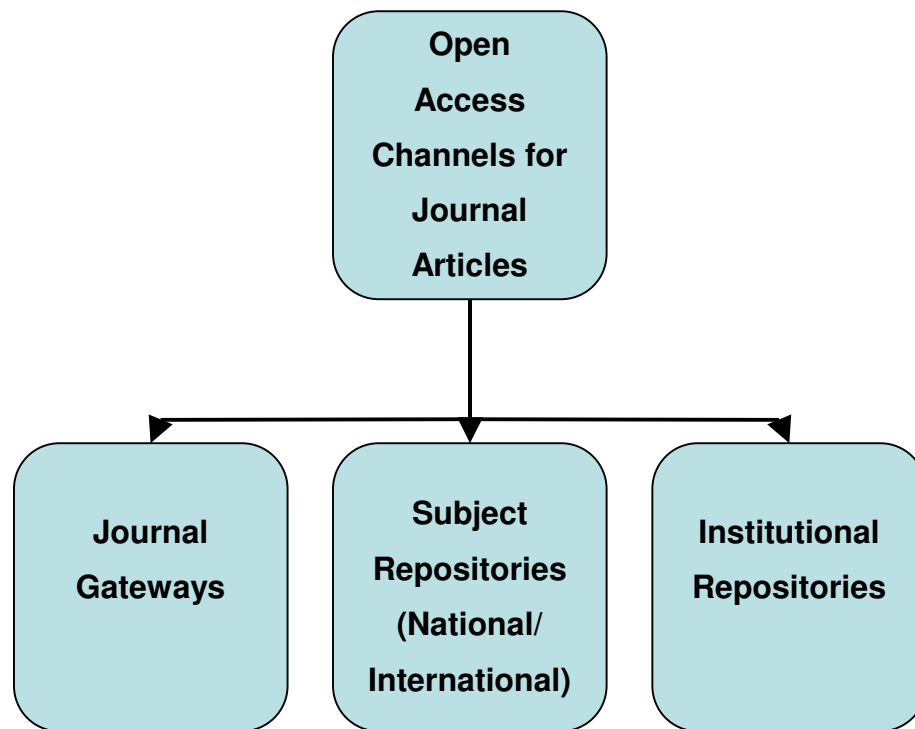 Open
Access
Channels for
Journal
Articles
Journal
Gateways
Subject
Repositories
(National/
International)
Institutional
Repositories